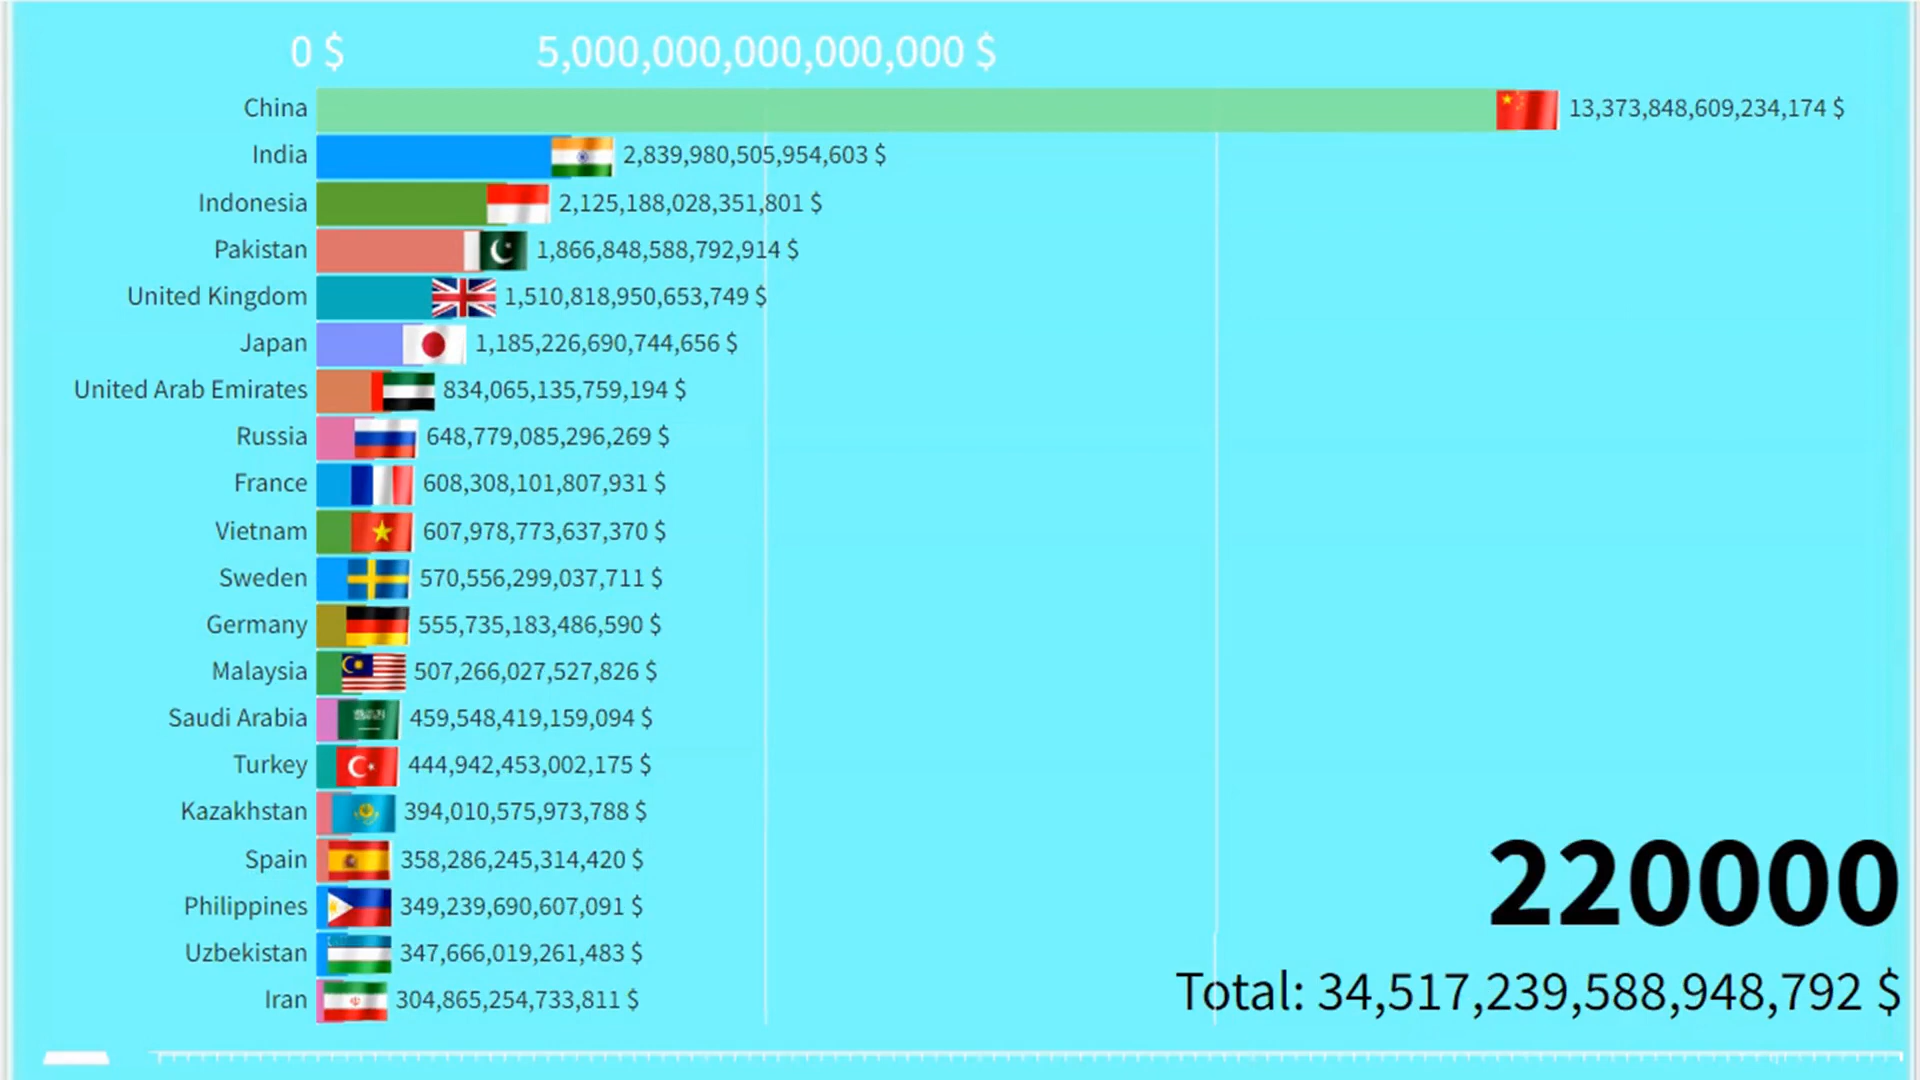 0 $ 5,000,000,000,000,000 $
China 13,373,848,609,234,174 $
India 2,839,980,505,954,603 $
Indonesia 2,125,188,028,351,801 $
Pakistan 1,866,848,588,792,914 $
United Kingdom 1,510,818,950,653,749 $
Japan 1,185,226,690,744,656 $
United Arab Emirates 834,065,135,759,194 $
Russia 648,779,085,296,269 $
France 608,308,101,807,931 $
Vietnam 607,978,773,637,370 $
Sweden 570,556,299,037,711 $
Germany 555,735,183,486,590 $
Malaysia 507,266,027,527,826 $
Saudi Arabia 459,548,419,159,094 $
Turkey 444,942,453,002,175 $
Kazakhstan 394,010,575,973,788 $
Spain 358,286,245,314,420 $
Philippines 349,239,690,607,091 $
Uzbekistan 347,666,019,261,483 $
Iran 304,865,254,733,811 $
220000
Total: 34,517,239,588,948,792 $